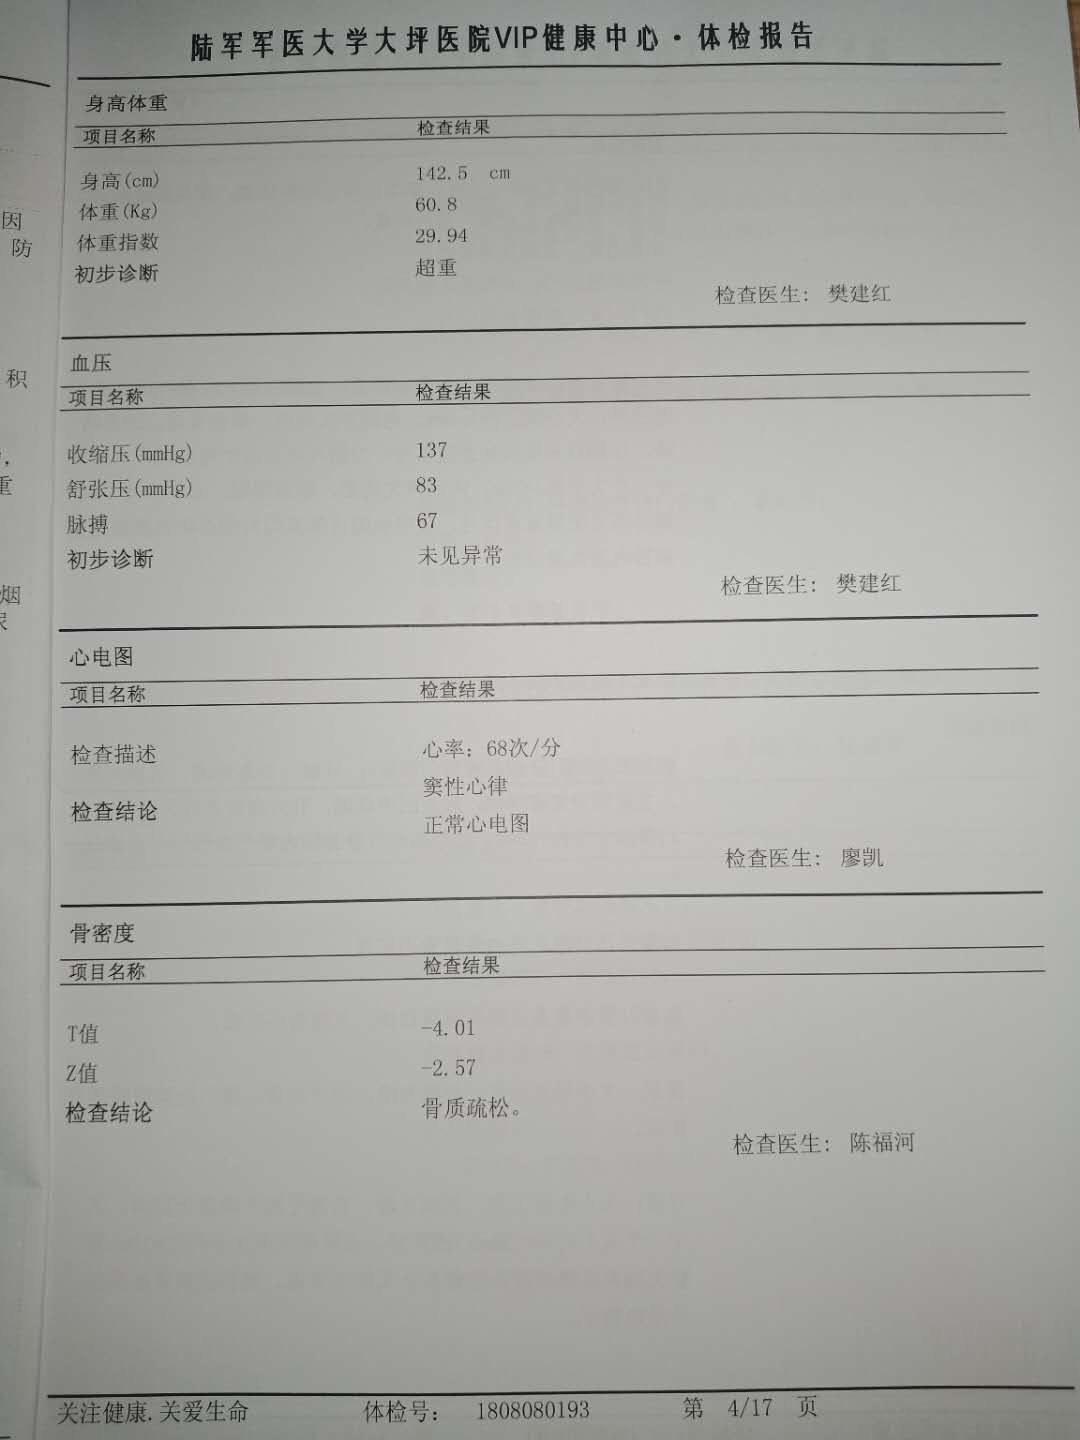 陆军军医大学大坪医院VIP健康中心·体检报告
身高体重
项目名称 检查结果
身高(cm) 142.5 cm
体重(Kg) 60.8
体重指数 29.94
初步诊断 超重
检查医生: 樊建红
血压
项目名称 检查结果
收缩压(mmHg) 137
舒张压(mmHg) 83
脉搏 67
初步诊断 未见异常
检查医生: 樊建红
心电图
项目名称 检查结果
检查描述 心率: 68次/分
窦性心律
检查结论
正常心电图
检查医生: 廖凯
骨密度
项目名称 检查结果
T值 -4.01
Z值 -2.57
检查结论 骨质疏松。
检查医生: 陈福河
关注健康.关爱生命 体检号: 1808080193 第 4/17 页
因
防
积
重
烟